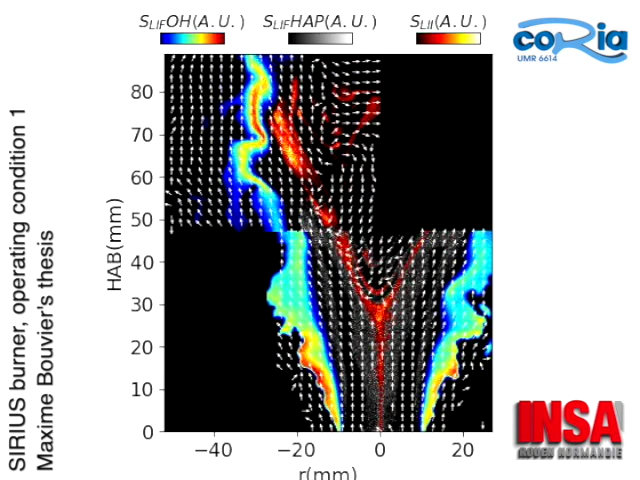 S_LIF OH(A.U.) S_LIF HAP(A.U.) S_LII(A.U.)
CORIA
UMR 6614
SIRIUS burner, operating condition 1
Maxime Bouvier's thesis
HAB(mm)
80
70
60
50
40
30
20
10
0
−40 −20 0 20
r(mm)
INSA
ROUEN NORMANDIE